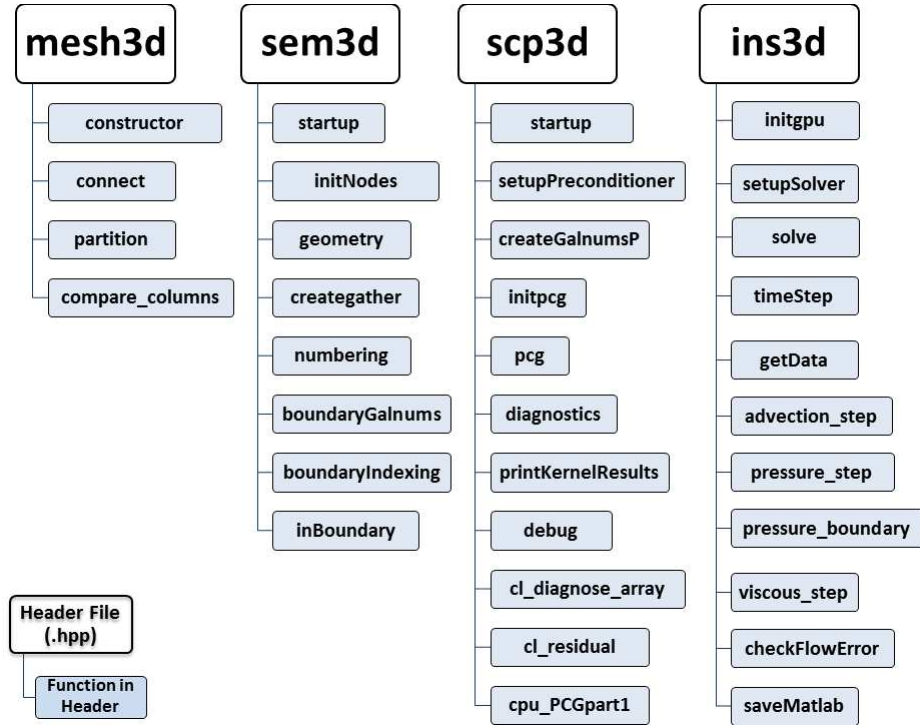 mesh3d
constructor
connect
partition
compare_columns
sem3d
startup
initNodes
geometry
creategather
numbering
boundaryGalnums
boundaryIndexing
inBoundary
scp3d
startup
setupPreconditioner
createGalnumsP
initpcg
pcg
diagnostics
printKernelResults
debug
cl_diagnose_array
cl_residual
cpu_PCGpart1
ins3d
initgpu
setupSolver
solve
timeStep
getData
advection_step
pressure_step
pressure_boundary
viscous_step
checkFlowError
saveMatlab
Header File
(.hpp)
Function in
Header